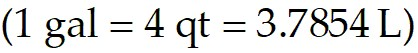 (1 gal = 4 qt = 3.7854 L)